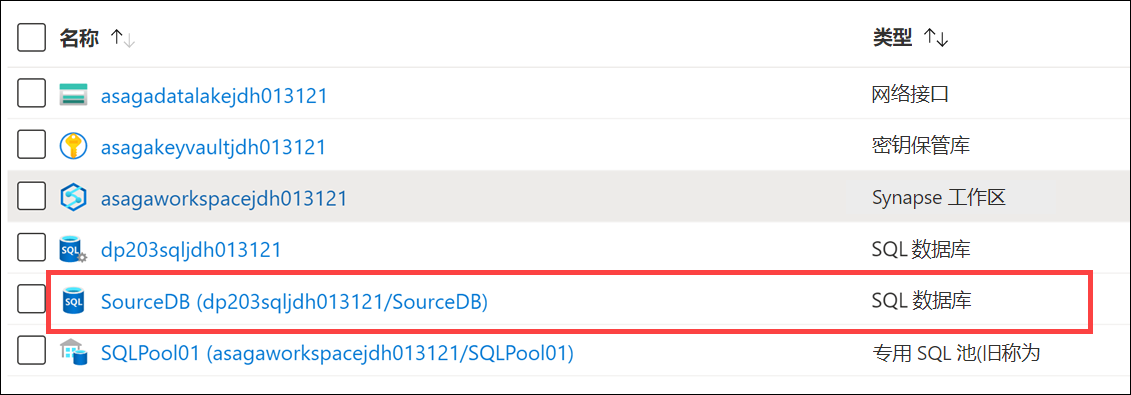 名称 ↑↓ 类型 ↑↓
asagadatalakejdh013121 网络接口
asagakeyvaultjdh013121 密钥保管库
asagaworkspacejdh013121 Synapse 工作区
SQL dp203sqljdh013121 SQL 数据库
SQL SourceDB (dp203sqljdh013121/SourceDB) SQL 数据库
SQLPool01 (asagaworkspacejdh013121/SQLPool01) 专用 SQL 池(旧称为